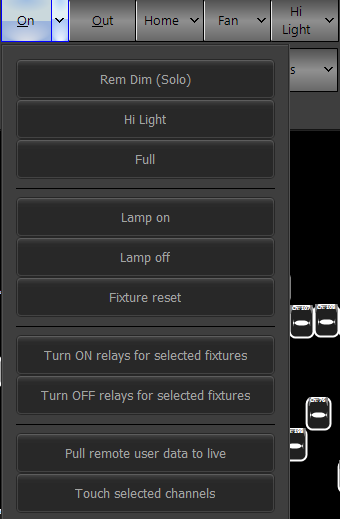 On
Out
Home
Fan
Hi
Light
s
Rem Dim (Solo)
Hi Light
Full
Lamp on
Lamp off
Fixture reset
Turn ON relays for selected fixtures
Turn OFF relays for selected fixtures
Pull remote user data to live
Touch selected channels